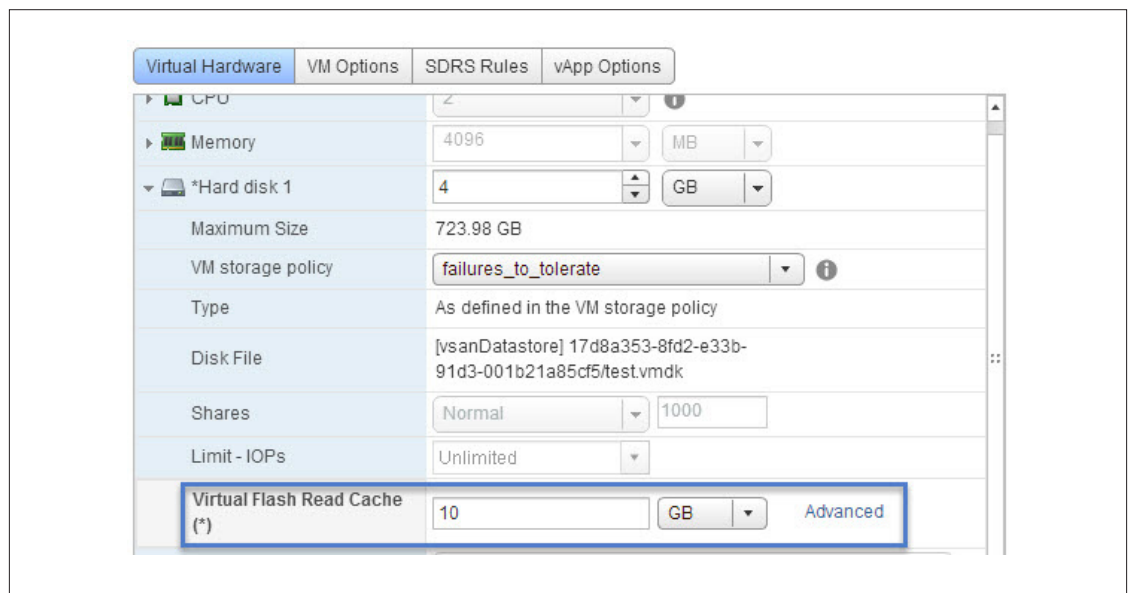 Virtual Hardware VM Options SDRS Rules vApp Options
CPU 2
Memory 4096 MB
*Hard disk 1 4 GB
Maximum Size 723.98 GB
VM storage policy failures_to_tolerate
Type As defined in the VM storage policy
Disk File [vsanDatastore] 17d8a353-8fd2-e33b-
91d3-001b21a85cf5/test.vmdk
Shares Normal 1000
Limit - IOPs Unlimited
Virtual Flash Read Cache
(*) 10 GB Advanced